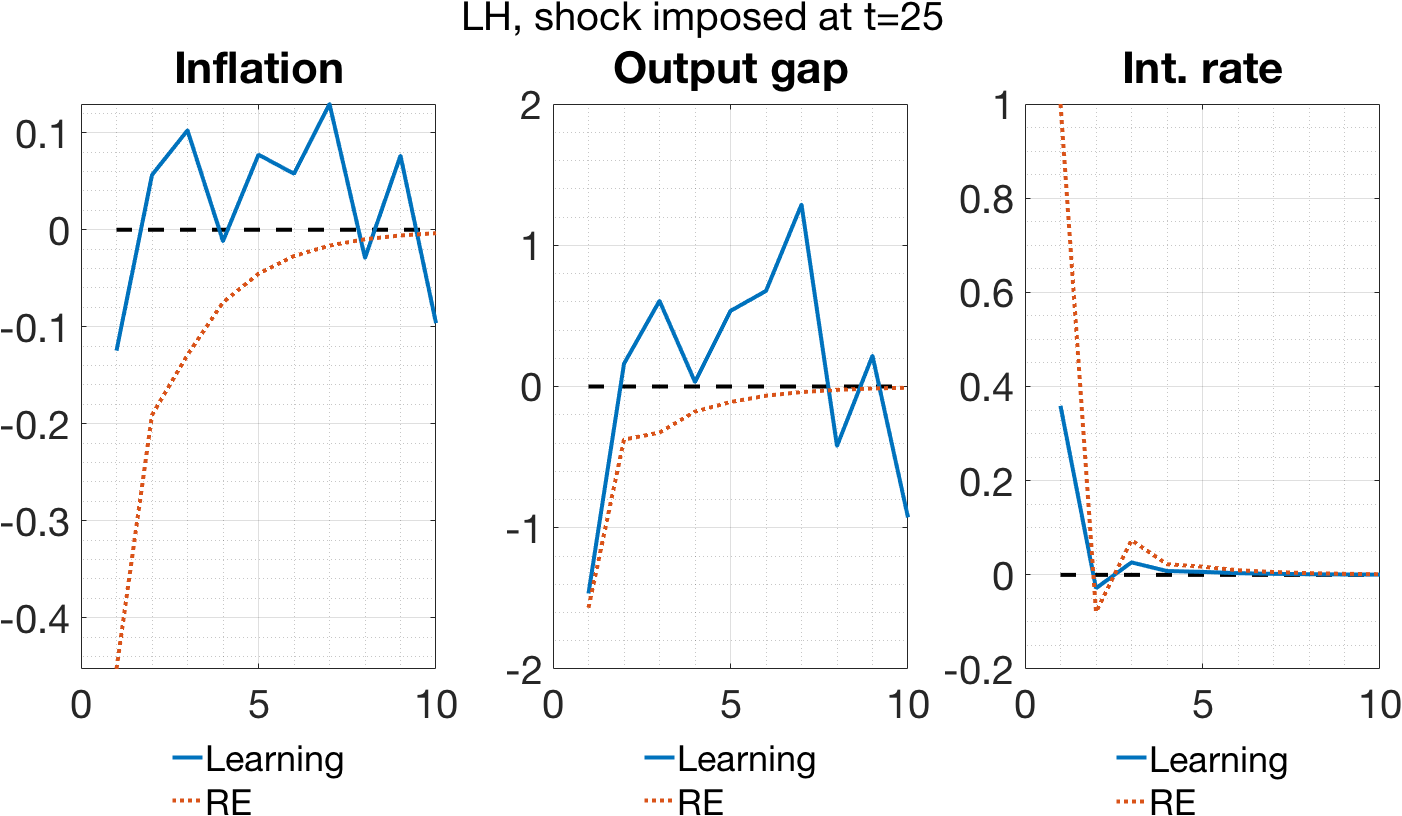 LH, shock imposed at t=25
Inflation
0.1
0
-0.1
-0.2
-0.3
-0.4
0 5 10
Learning
RE
Output gap
2
1
0
-1
-2
0 5 10
Learning
RE
Int. rate
1
0.8
0.6
0.4
0.2
0
-0.2
0 5 10
Learning
RE